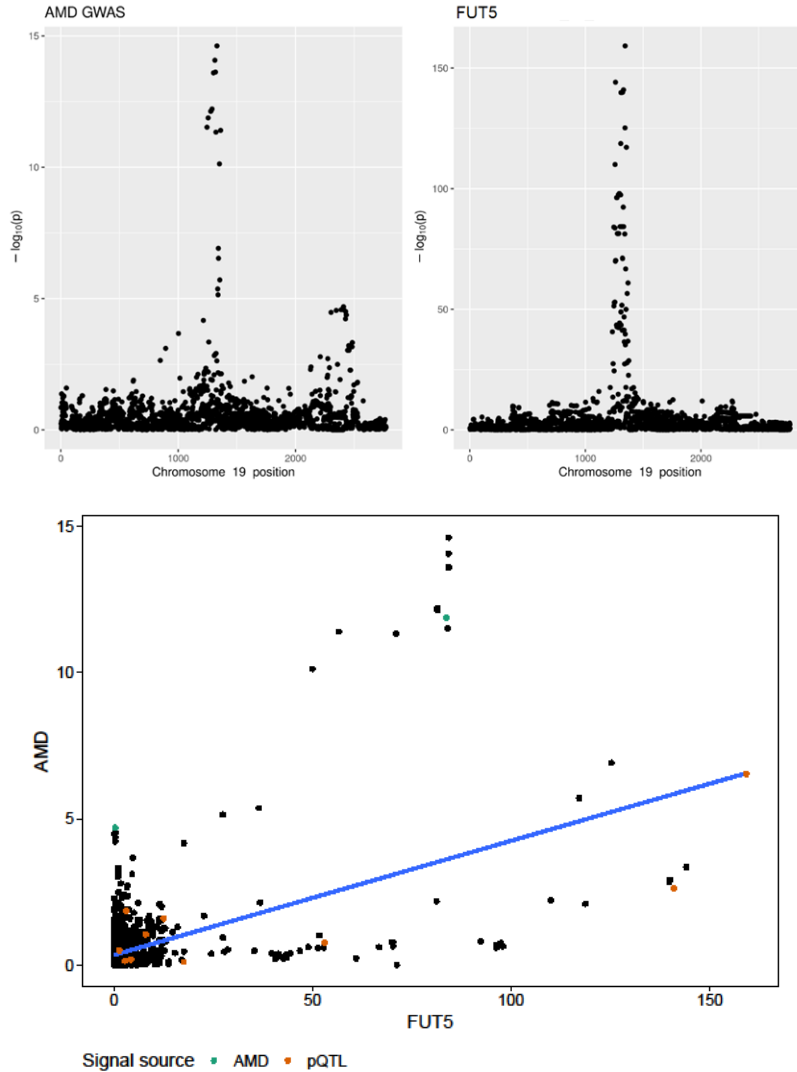 AMD GWAS
15
10
5
0
− log10(p)
0 1000 2000
Chromosome 19 position
FUT5
150
100
50
0
− log10(p)
0 1000 2000
Chromosome 19 position
15
10
5
0
AMD
0 50 100 150
FUT5
Signal source AMD pQTL